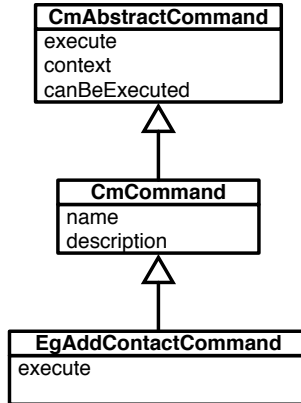 CmAbstractCommand
execute
context
canBeExecuted
CmCommand
name
description
EgAddContactCommand
execute